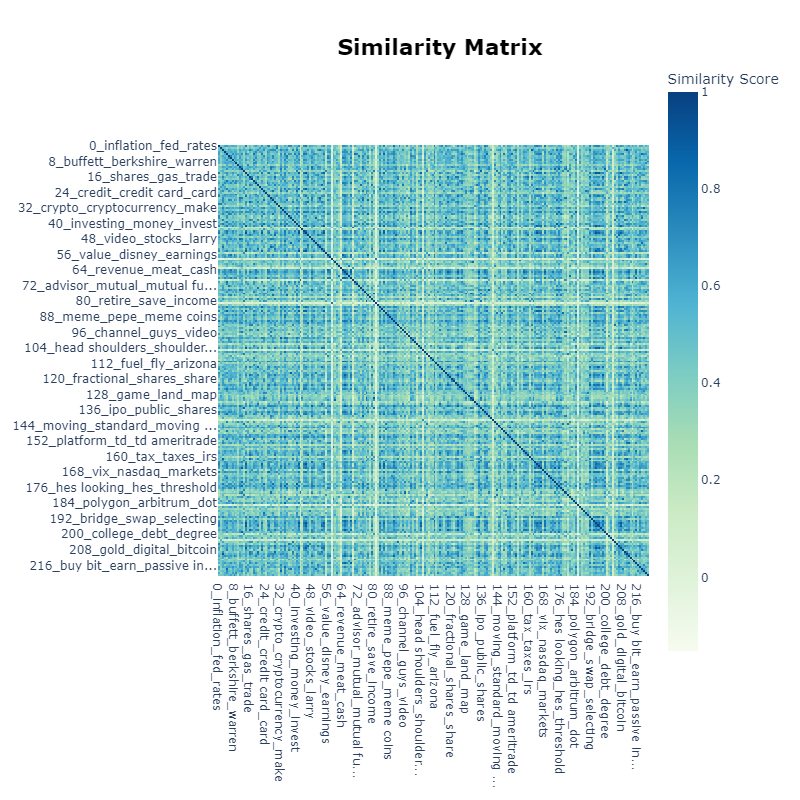 Similarity Matrix
Similarity Score
1
0.8
0.6
0.4
0.2
0
0_inflation_fed_rates
8_buffett_berkshire_warren
16_shares_gas_trade
24_credit_credit card_card
32_crypto_cryptocurrency_make
40_investing_money_invest
48_video_stocks_larry
56_value_disney_earnings
64_revenue_meat_cash
72_advisor_mutual_mutual fu...
80_retire_save_income
88_meme_pepe_meme coins
96_channel_guys_video
104_head shoulders_shoulder...
112_fuel_fly_arizona
120_fractional_shares_share
128_game_land_map
136_ipo_public_shares
144_moving_standard_moving ...
152_platform_td_td ameritrade
160_tax_taxes_irs
168_vix_nasdaq_markets
176_hes looking_hes_threshold
184_polygon_arbitrum_dot
192_bridge_swap_selecting
200_college_debt_degree
208_gold_digital_bitcoin
216_buy bit_earn_passive in...
0_inflation_fed_rates
8_buffett_berkshire_warren
16_shares_gas_trade
24_credit_credit card_card
32_crypto_cryptocurrency_make
40_investing_money_invest
48_video_stocks_larry
56_value_disney_earnings
64_revenue_meat_cash
72_advisor_mutual_mutual fu...
80_retire_save_income
88_meme_pepe_meme coins
96_channel_guys_video
104_head shoulders_shoulder...
112_fuel_fly_arizona
120_fractional_shares_share
128_game_land_map
136_ipo_public_shares
144_moving_standard_moving ...
152_platform_td_td ameritrade
160_tax_taxes_irs
168_vix_nasdaq_markets
176_hes looking_hes_threshold
184_polygon_arbitrum_dot
192_bridge_swap_selecting
200_college_debt_degree
208_gold_digital_bitcoin
216_buy bit_earn_passive in...